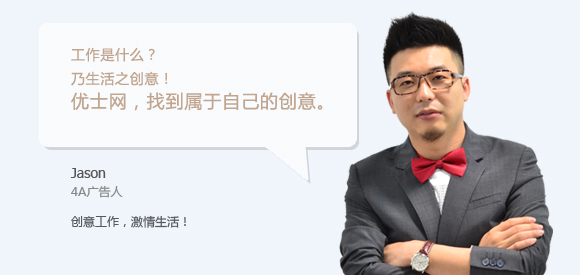 工作是什么？
乃生活之创意！
优士网，找到属于自己的创意。
Jason
4A广告人
创意工作，激情生活！